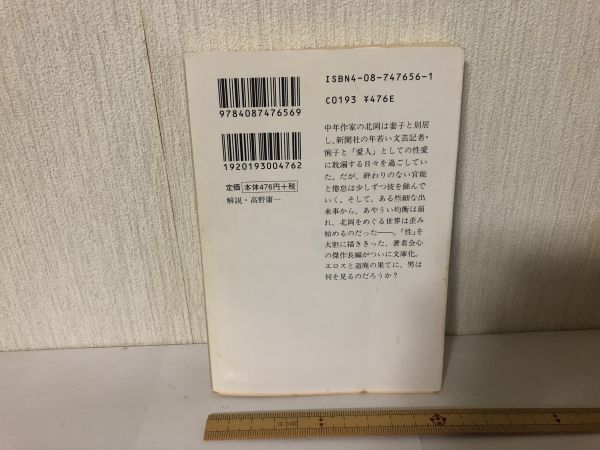 ISBN4-08-747656-1
C0193 ¥476E
9784087476569
1920193004762
定価 本体476円+税
解説・高野庸一
中年作家の北岡は妻子と別居
し、新聞社の年若い文芸記者・
悧子と「愛人」としての性愛
に耽溺する日々を過ごしてい
た。だが、終わりのない官能
と倦怠は少しずつ彼を蝕んで
いく。そして、ある些細な出
来事から、あやうい均衡は崩
れ、北岡をめぐる世界は歪み
始めるのだった――。「性」を
大胆に描ききった、著者会心
の傑作長編がついに文庫化。
エロスと退廃の果てに、男は
何を見るのだろうか?